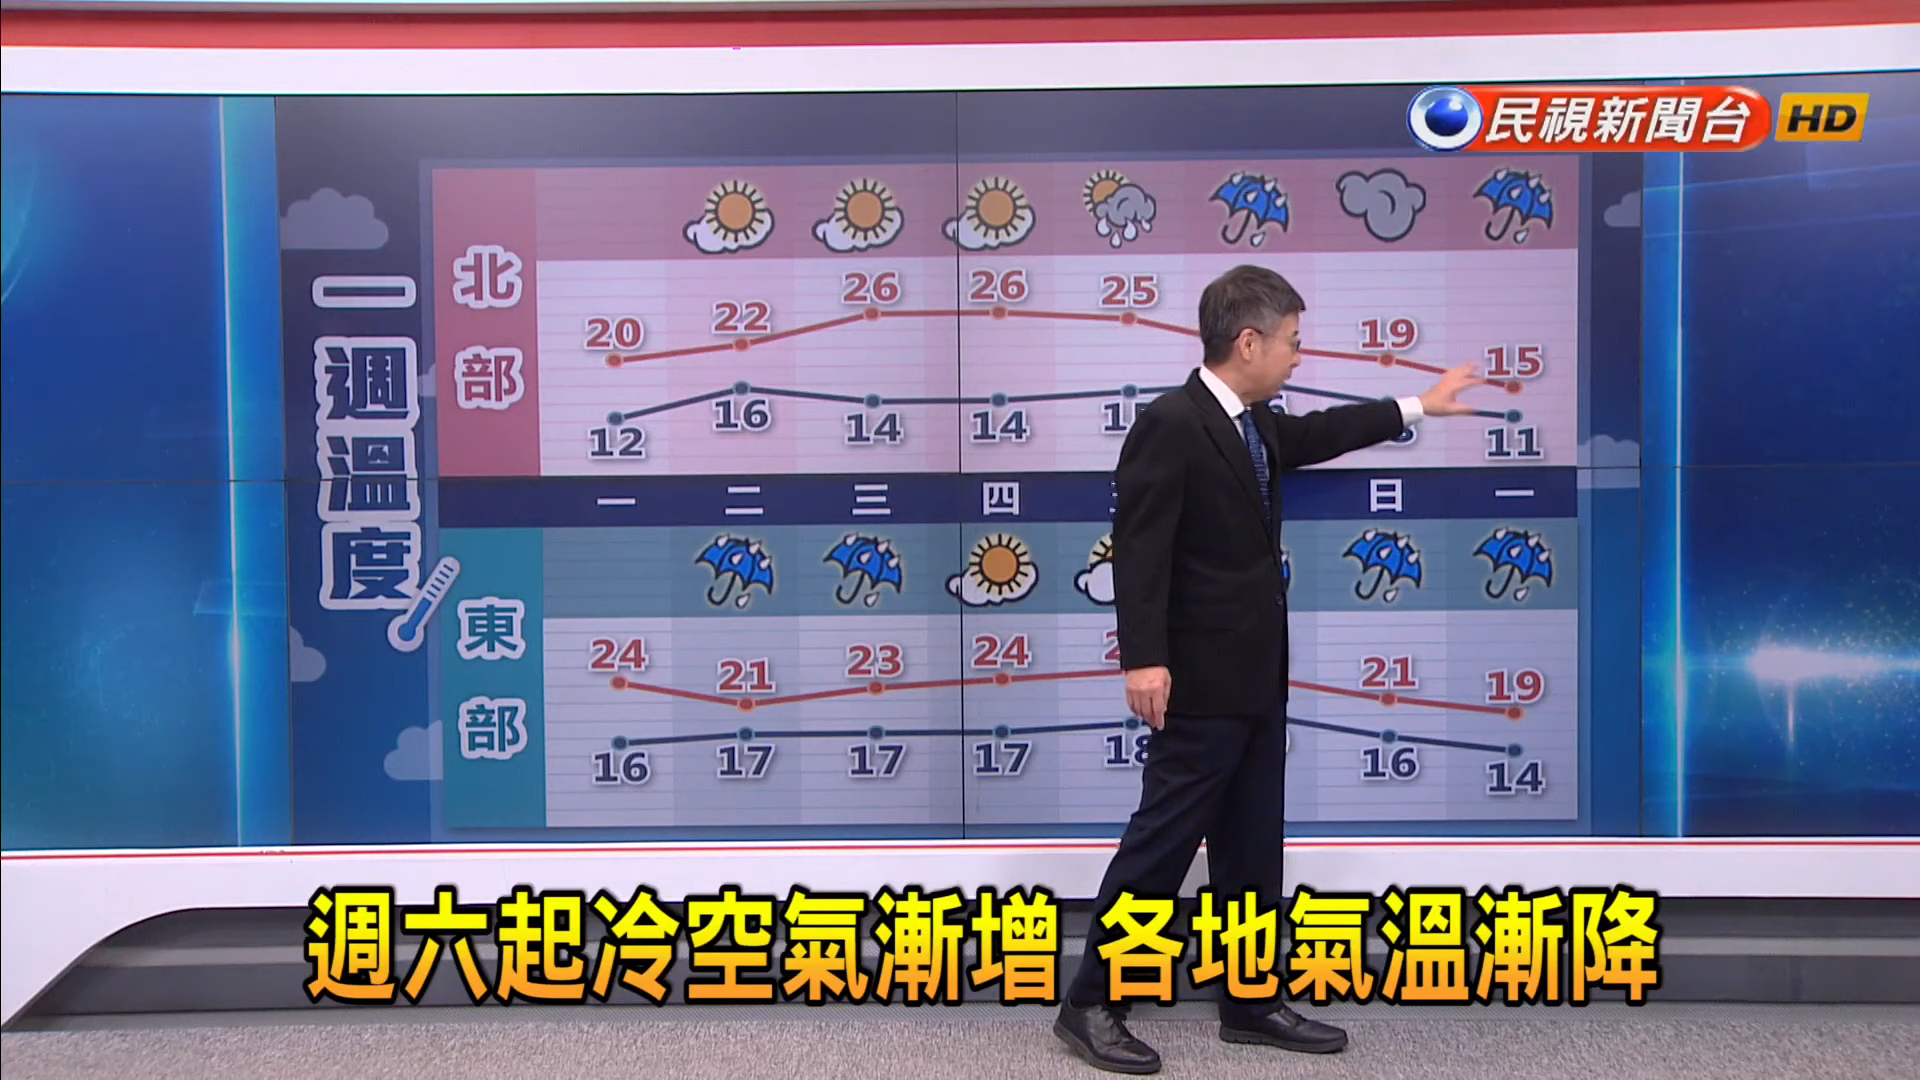 民視新聞台 HD
一週溫度
北部
20 22 26 26 25 19 15
12 16 14 14 11
一 二 三 四 日 一
東部
24 21 23 24 21 19
16 17 17 17 18 16 14
週六起冷空氣漸增 各地氣溫漸降